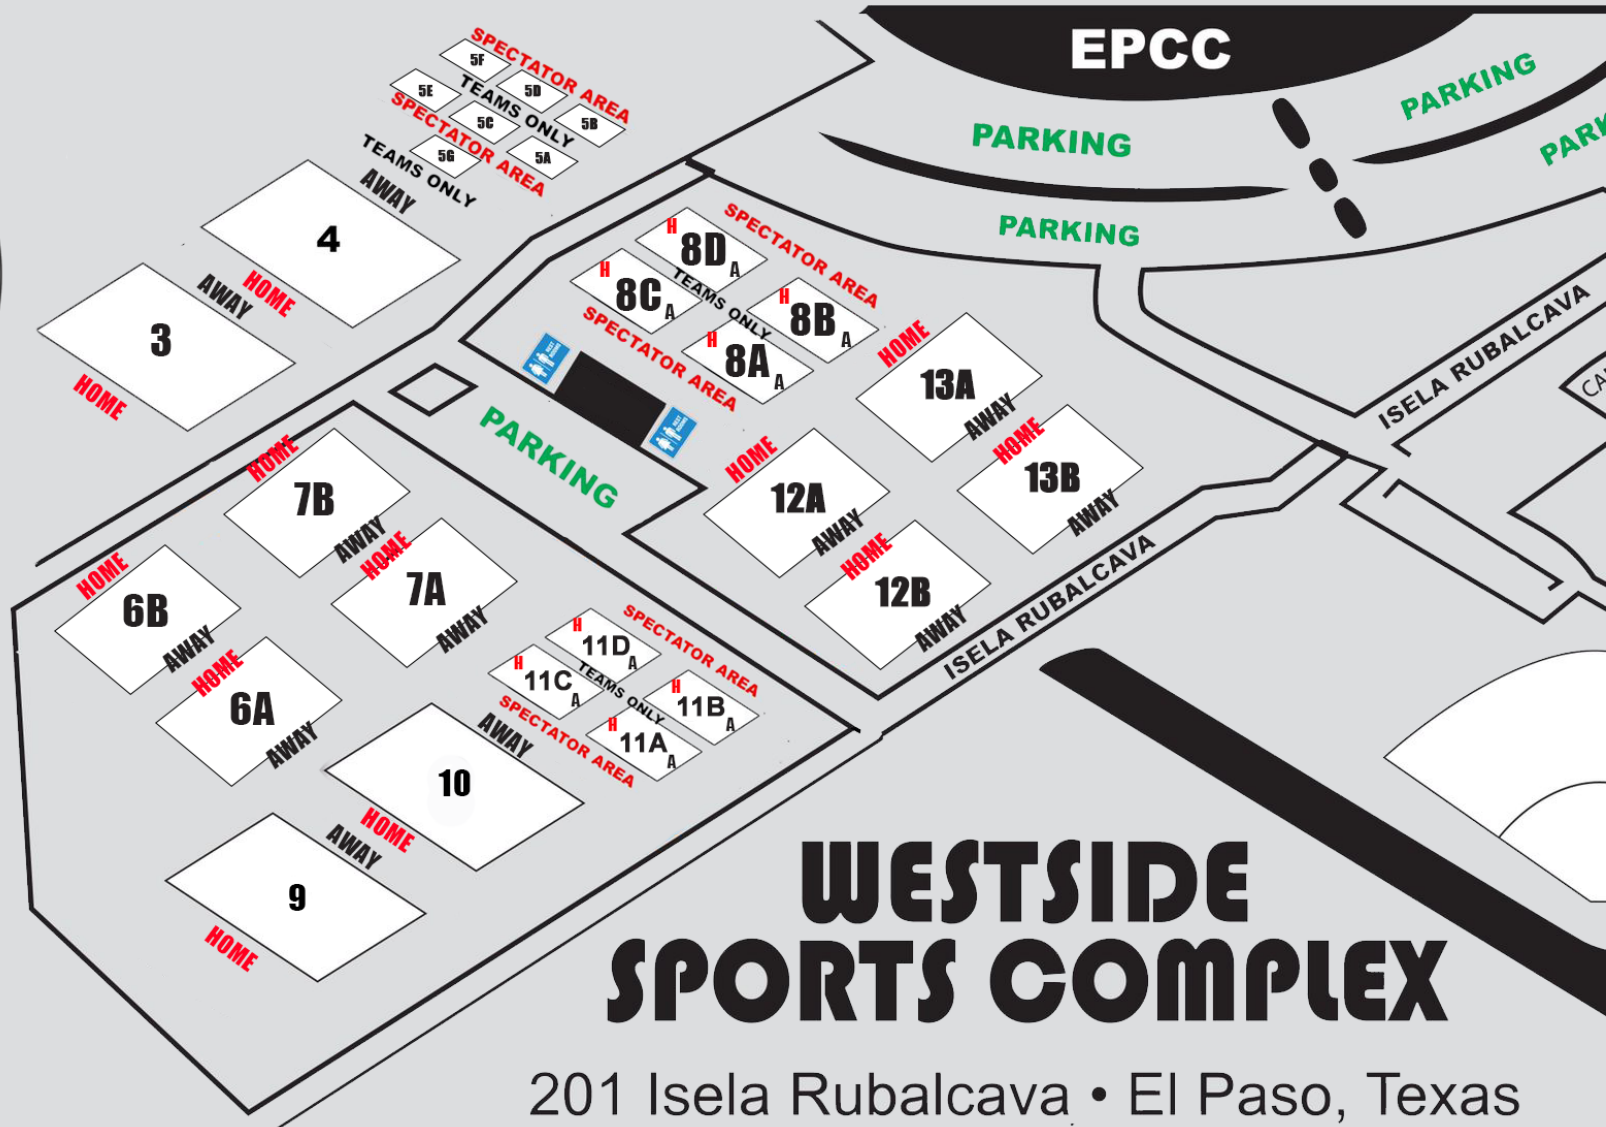 EPCC
PARKING
PARKING
PARKING
SPECTATOR AREA
5F
5D
5B
TEAMS ONLY
5E
5C
5A
SPECTATOR AREA
5G
TEAMS ONLY
AWAY
4
HOME
AWAY
3
HOME
SPECTATOR AREA
H
8D
A
H
8B
A
TEAMS ONLY
H
8C
A
H
8A
A
SPECTATOR AREA
REST ROOMS
REST ROOMS
PARKING
HOME
13A
AWAY
HOME
13B
AWAY
HOME
12A
AWAY
HOME
12B
AWAY
ISELA RUBALCAVA
ISELA RUBALCAVA
HOME
7B
AWAY
HOME
7A
AWAY
HOME
6B
AWAY
HOME
6A
AWAY
SPECTATOR AREA
H
11D
A
H
11B
A
TEAMS ONLY
H
11C
A
H
11A
A
SPECTATOR AREA
AWAY
10
HOME
AWAY
9
HOME
WESTSIDE
SPORTS COMPLEX
201 Isela Rubalcava • El Paso, Texas